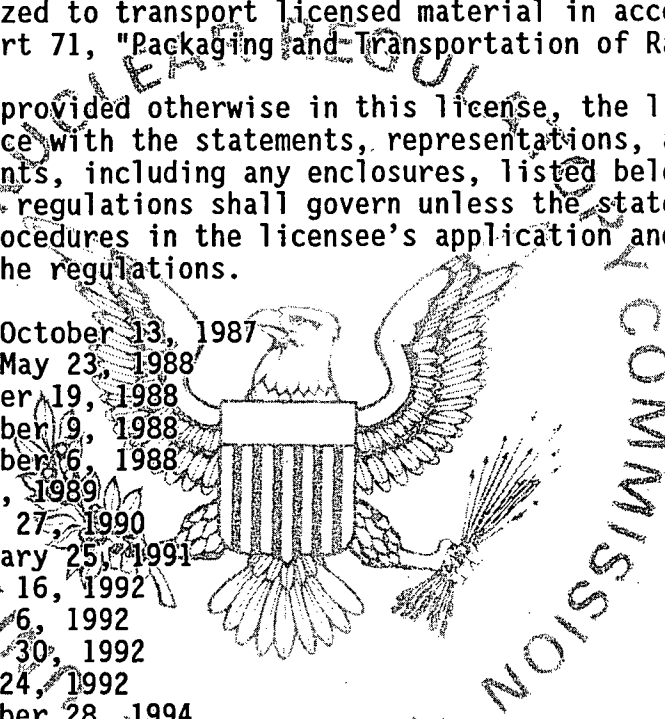 zed to transport licensed material in acco
rt 71, "Packaging and Transportation of Ra
provided otherwise in this license, the l
ce with the statements, representations, a
nts, including any enclosures, listed belo
regulations shall govern unless the state
ocedures in the licensee's application and
he regulations.
October 13, 1987
May 23, 1988
er 19, 1988
ber 9, 1988
ber 6, 1988
, 1989
27, 1990
ary 25, 1991
16, 1992
6, 1992
30, 1992
24, 1992
ber 28, 1994
NUCLEAR REGULATORY COMMISSION